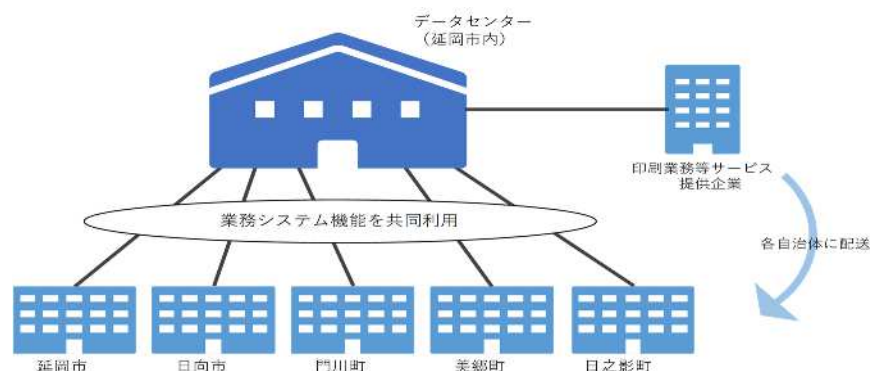 データセンター
（延岡市内）
印刷業務等サービス
提供企業
業務システム機能を共同利用
各自治体に配送
延岡市
日向市
門川町
美郷町
日之影町